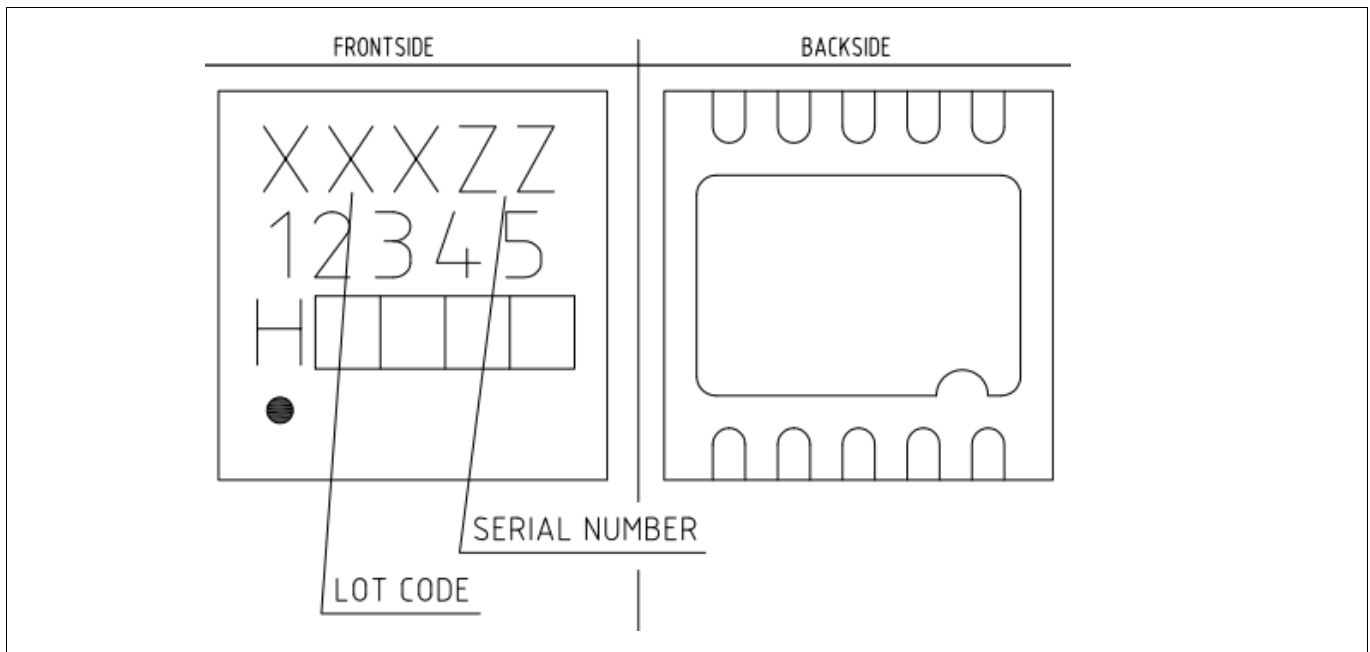 FRONTSIDE
BACKSIDE
XXXZZ
12345
H
SERIAL NUMBER
LOT CODE